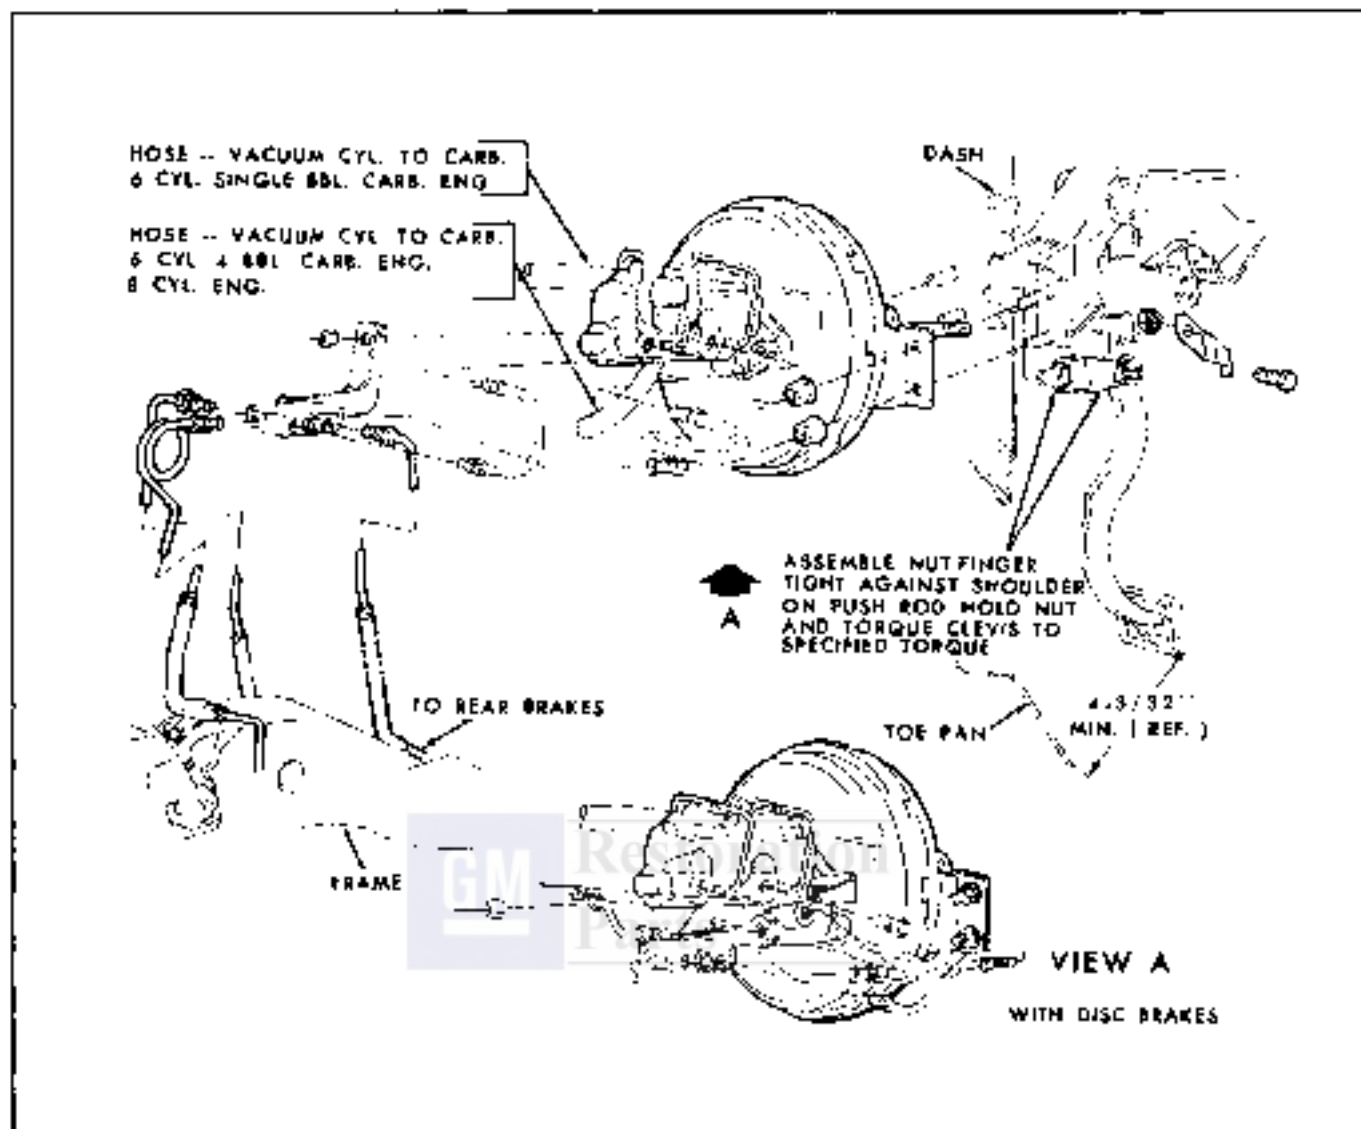 HOSE -- VACUUM CYL. TO CARB.
6 CYL. SINGLE BBL. CARB. ENG
HOSE -- VACUUM CYL TO CARB.
6 CYL 4 BBL CARB. ENG.
8 CYL. ENG.
DASH
ASSEMBLE NUT FINGER
TIGHT AGAINST SHOULDER
ON PUSH ROD HOLD NUT
AND TORQUE CLEVIS TO
SPECIFIED TORQUE
A
TO REAR BRAKES
TOE PAN
4-3/32"
MIN. ( REF. )
FRAME
GM
Restoration
Parts
VIEW A
WITH DISC BRAKES